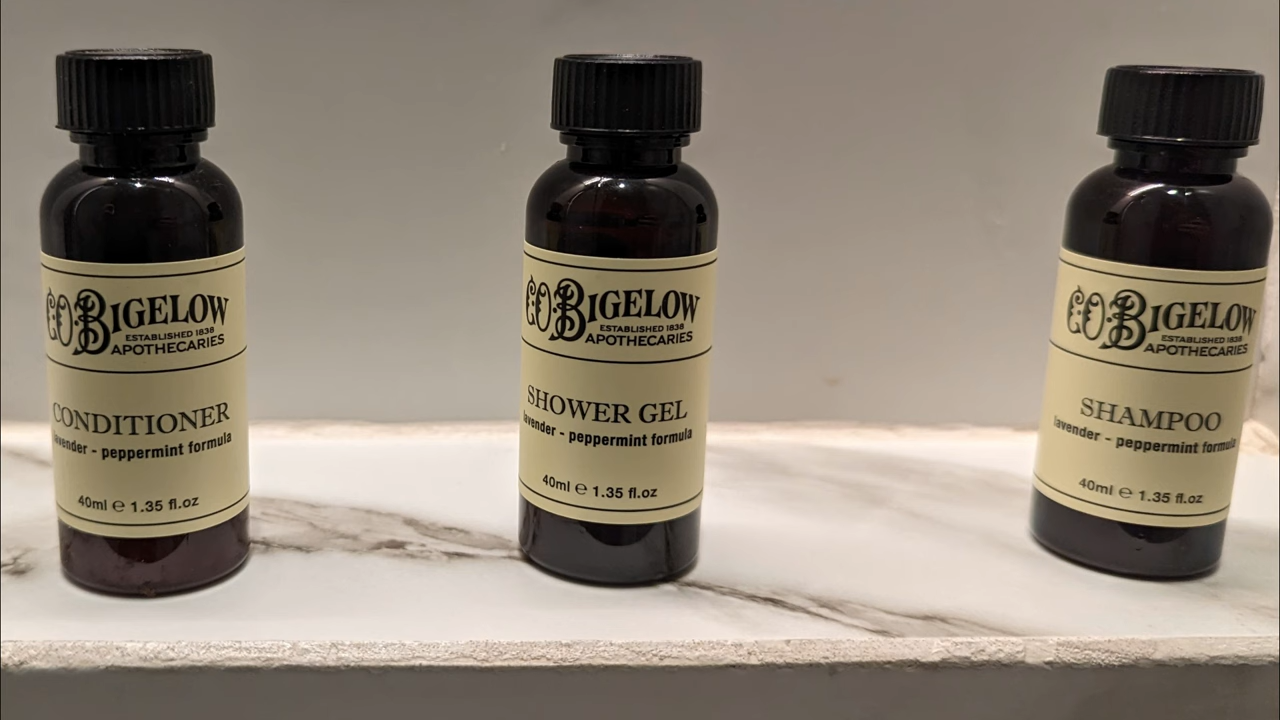 C.O. BIGELOW
ESTABLISHED 1838
APOTHECARIES
CONDITIONER
lavender - peppermint formula
40ml ℮ 1.35 fl.oz
C.O. BIGELOW
ESTABLISHED 1838
APOTHECARIES
SHOWER GEL
lavender - peppermint formula
40ml ℮ 1.35 fl.oz
C.O. BIGELOW
ESTABLISHED 1838
APOTHECARIES
SHAMPOO
lavender - peppermint formula
40ml ℮ 1.35 fl.oz